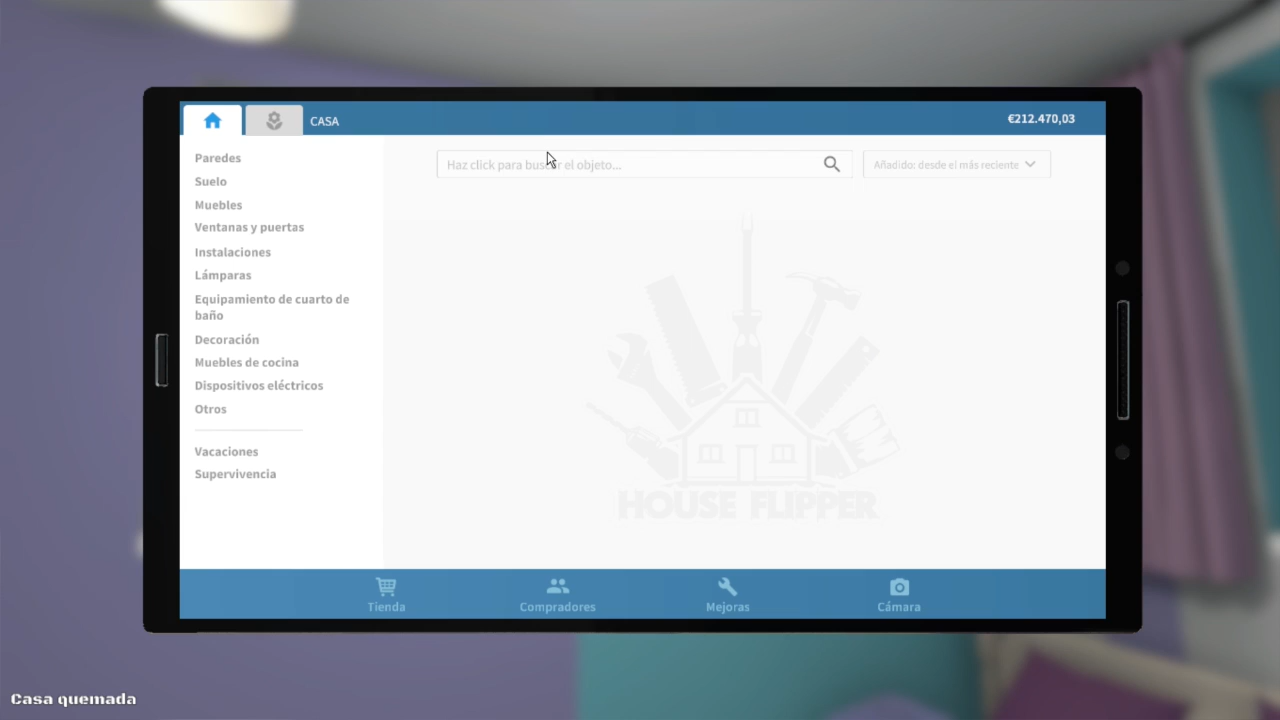 CASA
€212.470,03
Paredes
Suelo
Muebles
Ventanas y puertas
Instalaciones
Lámparas
Equipamiento de cuarto de
baño
Decoración
Muebles de cocina
Dispositivos eléctricos
Otros
Vacaciones
Supervivencia
Haz click para buscar el objeto...
Añadido: desde el más reciente
HOUSE FLIPPER
Tienda
Compradores
Mejoras
Cámara
Casa quemada